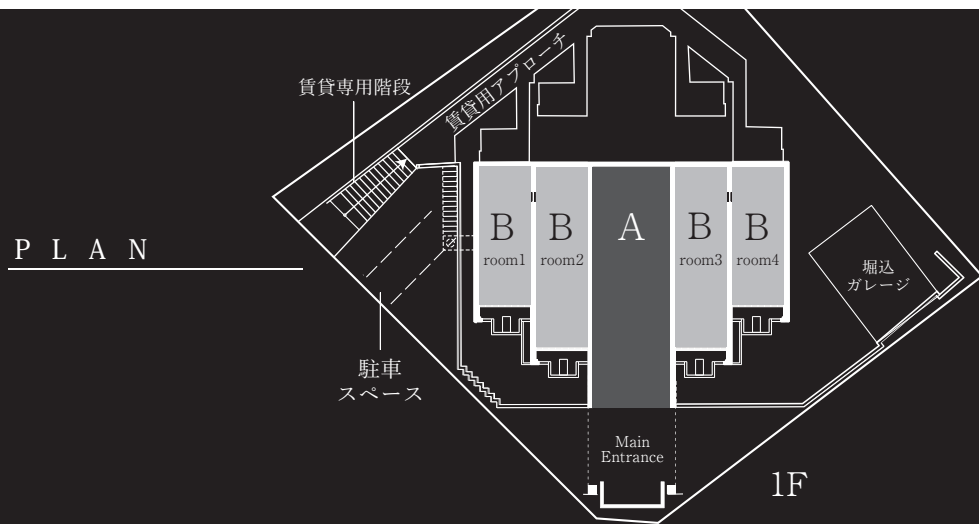 賃貸専用階段
賃貸用アプローチ
PLAN
B
room1
B
room2
A
B
room3
B
room4
堀込
ガレージ
駐車
スペース
Main
Entrance
1F